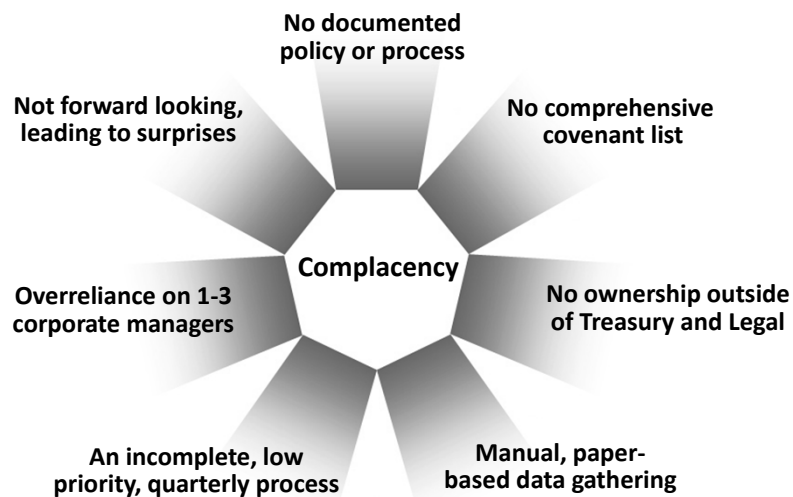 No documented
policy or process
Not forward looking,
leading to surprises
No comprehensive
covenant list
Complacency
Overreliance on 1-3
corporate managers
No ownership outside
of Treasury and Legal
An incomplete, low
priority, quarterly process
Manual, paper-
based data gathering